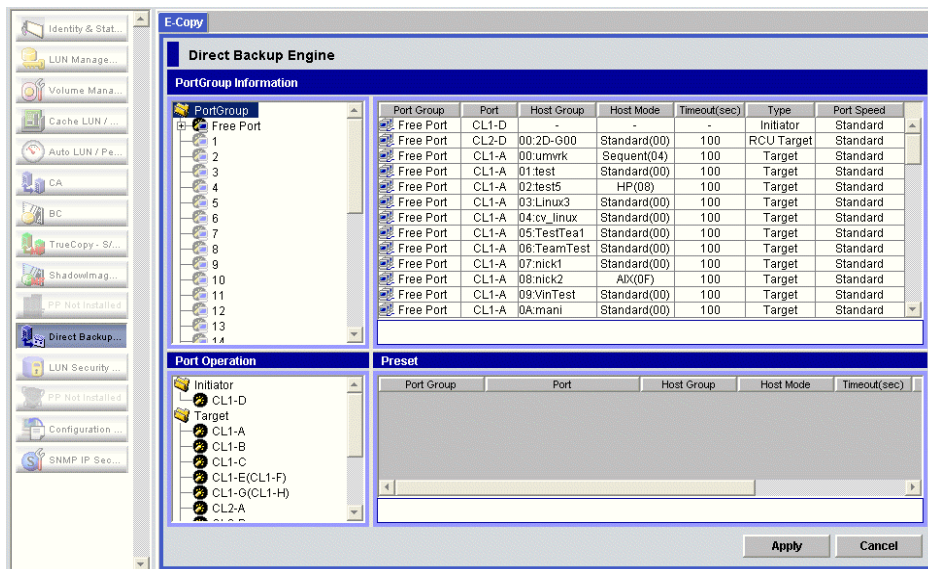 Identity & Stat...
LUN Manage...
Volume Mana...
Cache LUN / ...
Auto LUN / Pe...
CA
BC
TrueCopy - S/...
ShadowImag...
PP Not Installed
Direct Backup...
LUN Security ...
PP Not Installed
Configuration ...
SNMP IP Sec...
E-Copy
Direct Backup Engine
PortGroup Information
PortGroup
Free Port
1
2
3
4
5
6
7
8
9
10
11
12
13
14
Port Group Port Host Group Host Mode Timeout(sec) Type Port Speed
Free Port CL1-D - - - Initiator Standard
Free Port CL2-D 00:2D-G00 Standard(00) 100 RCU Target Standard
Free Port CL1-A 00:umvrk Sequent(04) 100 Target Standard
Free Port CL1-A 01:test Standard(00) 100 Target Standard
Free Port CL1-A 02:test5 HP(08) 100 Target Standard
Free Port CL1-A 03:Linux3 Standard(00) 100 Target Standard
Free Port CL1-A 04:cv_linux Standard(00) 100 Target Standard
Free Port CL1-A 05:TestTea1 Standard(00) 100 Target Standard
Free Port CL1-A 06:TeamTest Standard(00) 100 Target Standard
Free Port CL1-A 07:nick1 Standard(00) 100 Target Standard
Free Port CL1-A 08:nick2 AIX(0F) 100 Target Standard
Free Port CL1-A 09:VinTest Standard(00) 100 Target Standard
Free Port CL1-A 0A:mani Standard(00) 100 Target Standard
Port Operation
Initiator
CL1-D
Target
CL1-A
CL1-B
CL1-C
CL1-E(CL1-F)
CL1-G(CL1-H)
CL2-A
Preset
Port Group Port Host Group Host Mode Timeout(sec)
Apply Cancel